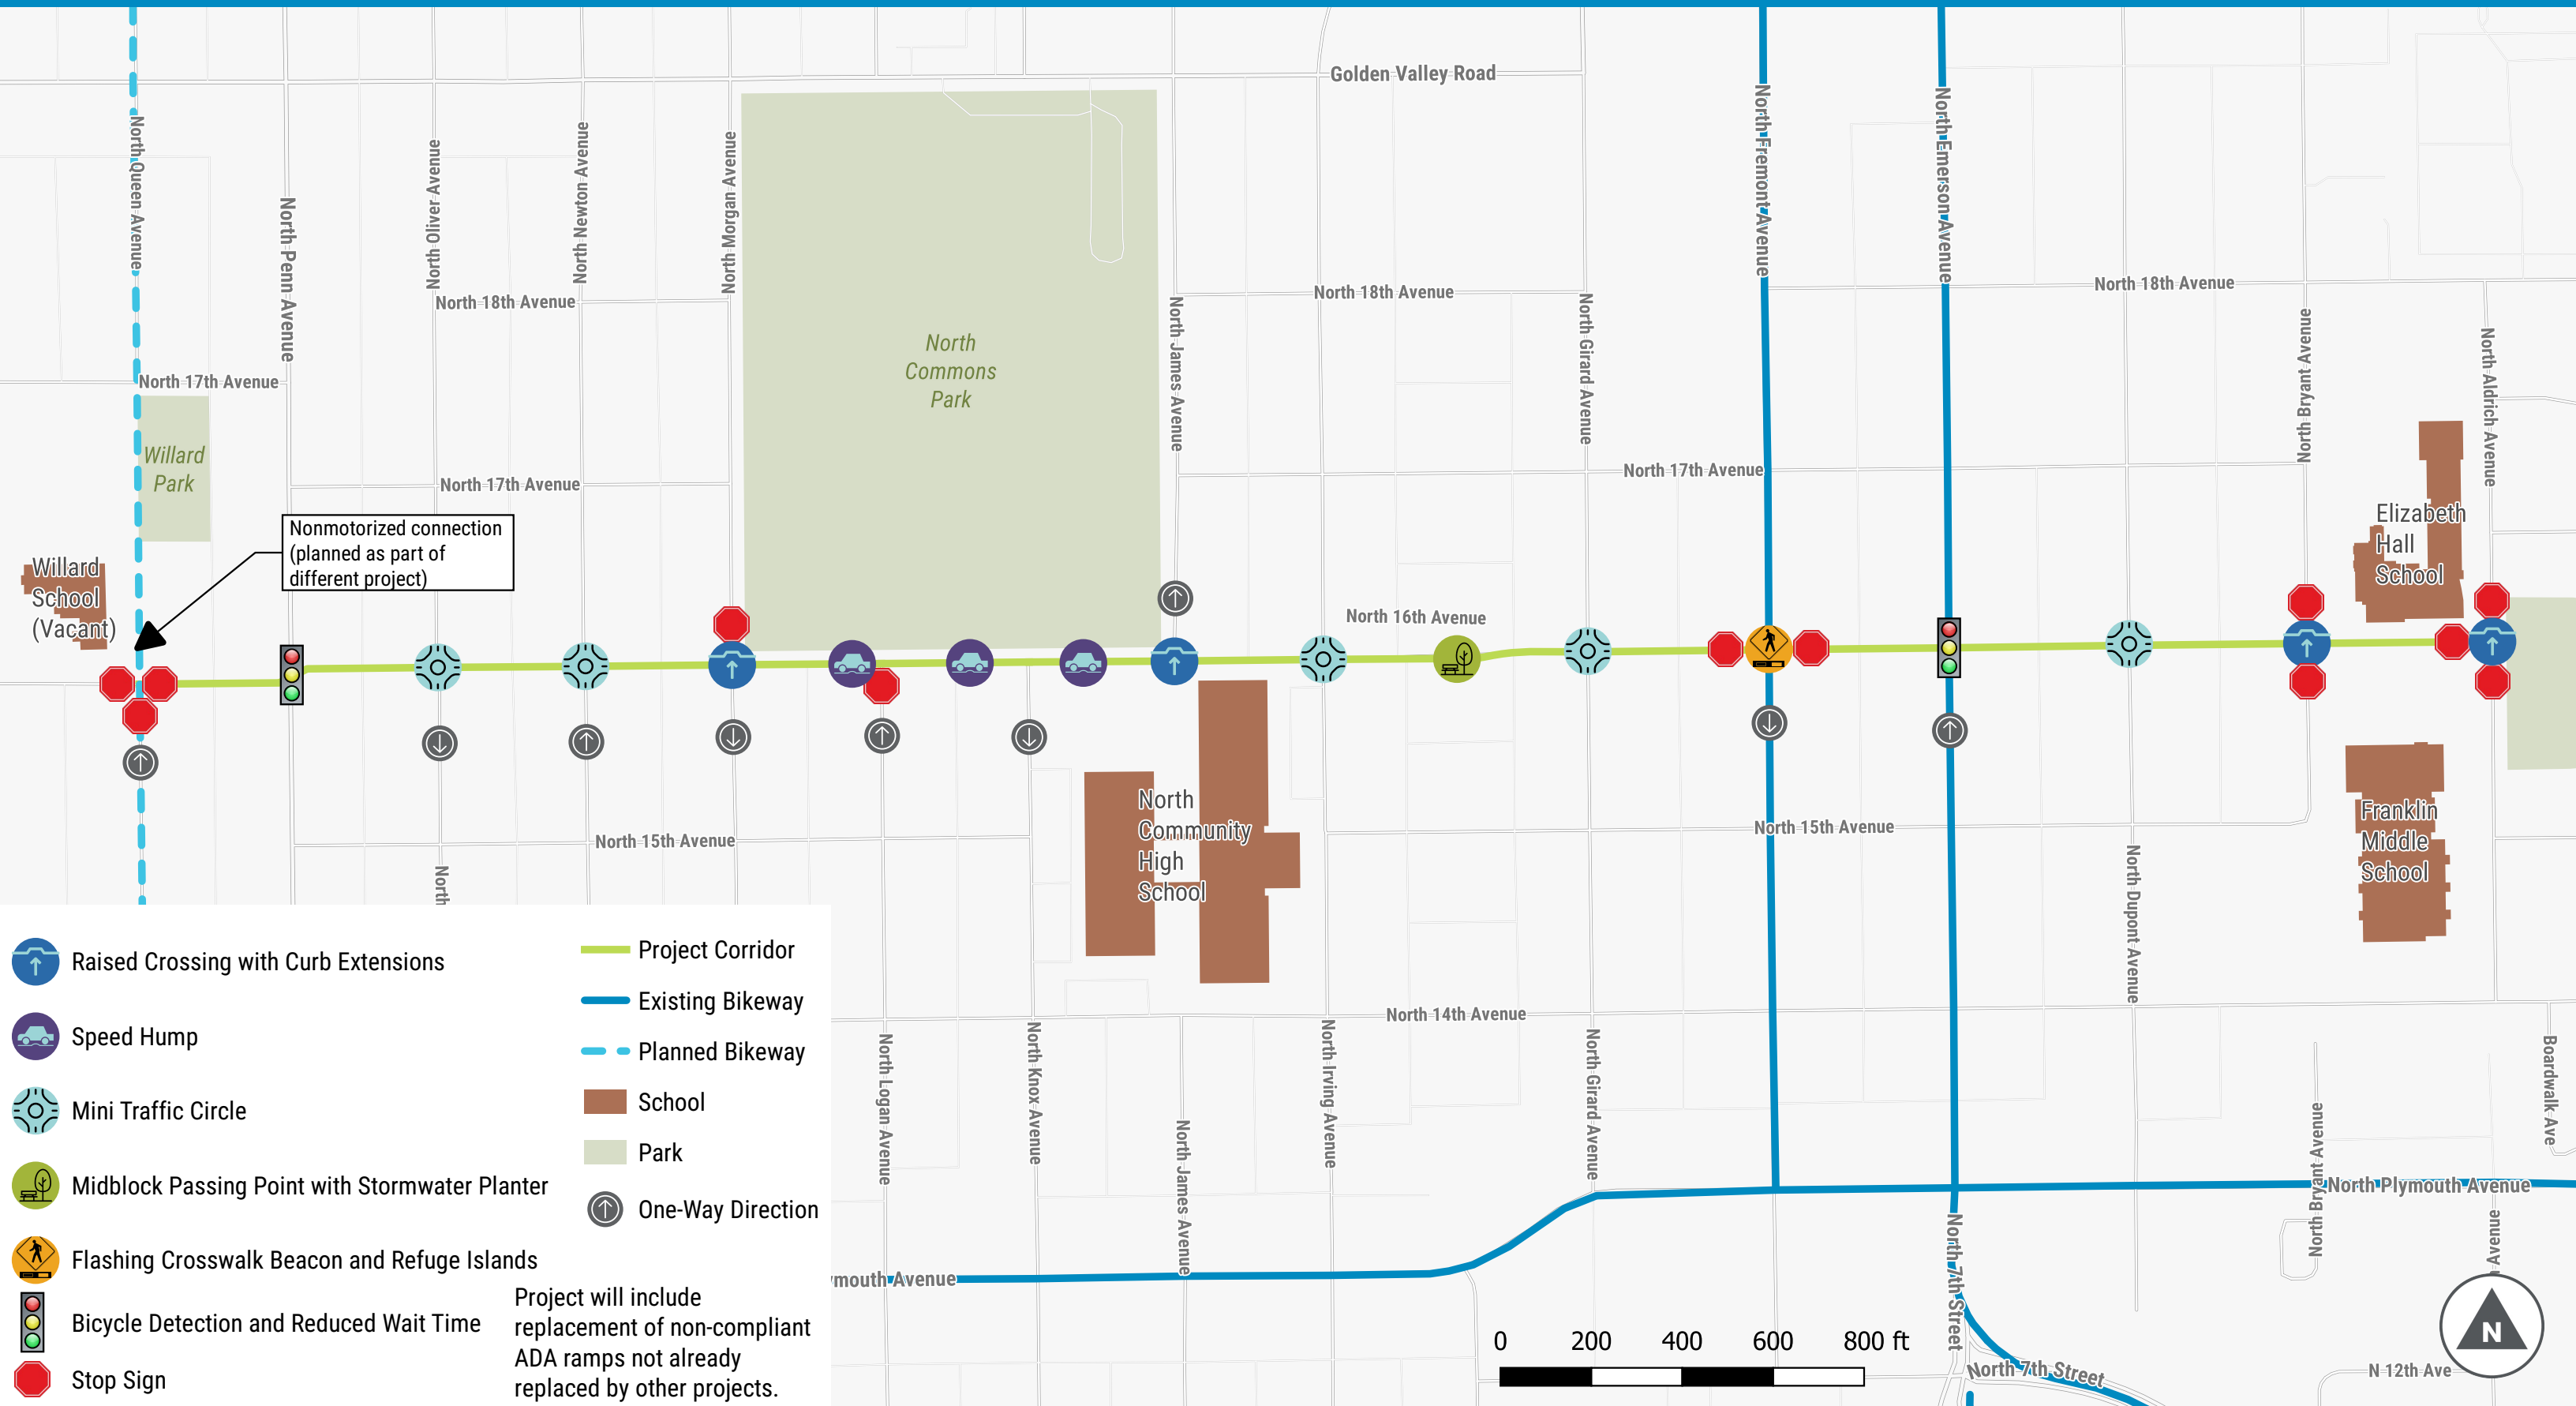 Golden Valley Road
North Queen Avenue
North Penn Avenue
North Oliver Avenue
North Newton Avenue
North Morgan Avenue
North James Avenue
North Girard Avenue
North Fremont Avenue
North Emerson Avenue
North Bryant Avenue
North Aldrich Avenue
North 18th Avenue
North 18th Avenue
North 18th Avenue
North
Commons
Park
North 17th Avenue
North 17th Avenue
North 17th Avenue
Willard
Park
Nonmotorized connection
(planned as part of
different project)
Willard
School
(Vacant)
Elizabeth
Hall
School
North 16th Avenue
North
Community
High
School
Franklin
Middle
School
North 15th Avenue
North 15th Avenue
North
North Dupont Avenue
North 14th Avenue
North Logan Avenue
North Knox Avenue
North James Avenue
North Irving Avenue
North Girard Avenue
Boardwalk Ave
North Bryant Avenue
North Plymouth Avenue
Avenue
mouth Avenue
North 7th Street
North 7th Street
N 12th Ave
Raised Crossing with Curb Extensions
Speed Hump
Mini Traffic Circle
Midblock Passing Point with Stormwater Planter
Flashing Crosswalk Beacon and Refuge Islands
Bicycle Detection and Reduced Wait Time
Stop Sign
Project Corridor
Existing Bikeway
Planned Bikeway
School
Park
One-Way Direction
Project will include
replacement of non-compliant
ADA ramps not already
replaced by other projects.
0 200 400 600 800 ft
N